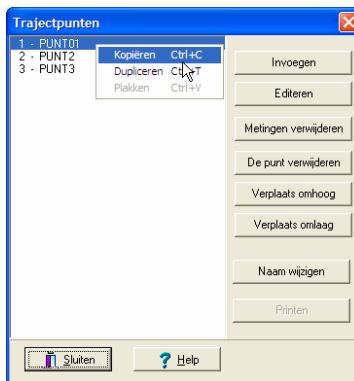 Trajectpunten
1 - PUNT01
2 - PUNT2
3 - PUNT3
Kopiëren Ctrl+C
Dupliceren Ctrl+T
Plakken Ctrl+V
Invoegen
Editeren
Metingen verwijderen
De punt verwijderen
Verplaats omhoog
Verplaats omlaag
Naam wijzigen
Printen
Sluiten
? Help